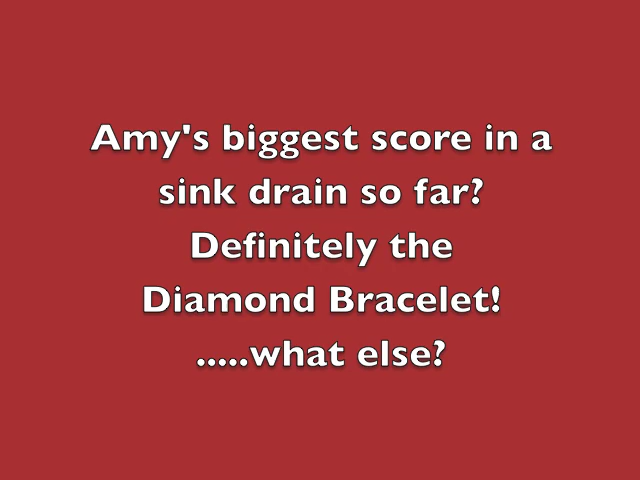 Amy's biggest score in a
sink drain so far?
Definitely the
Diamond Bracelet!
.....what else?